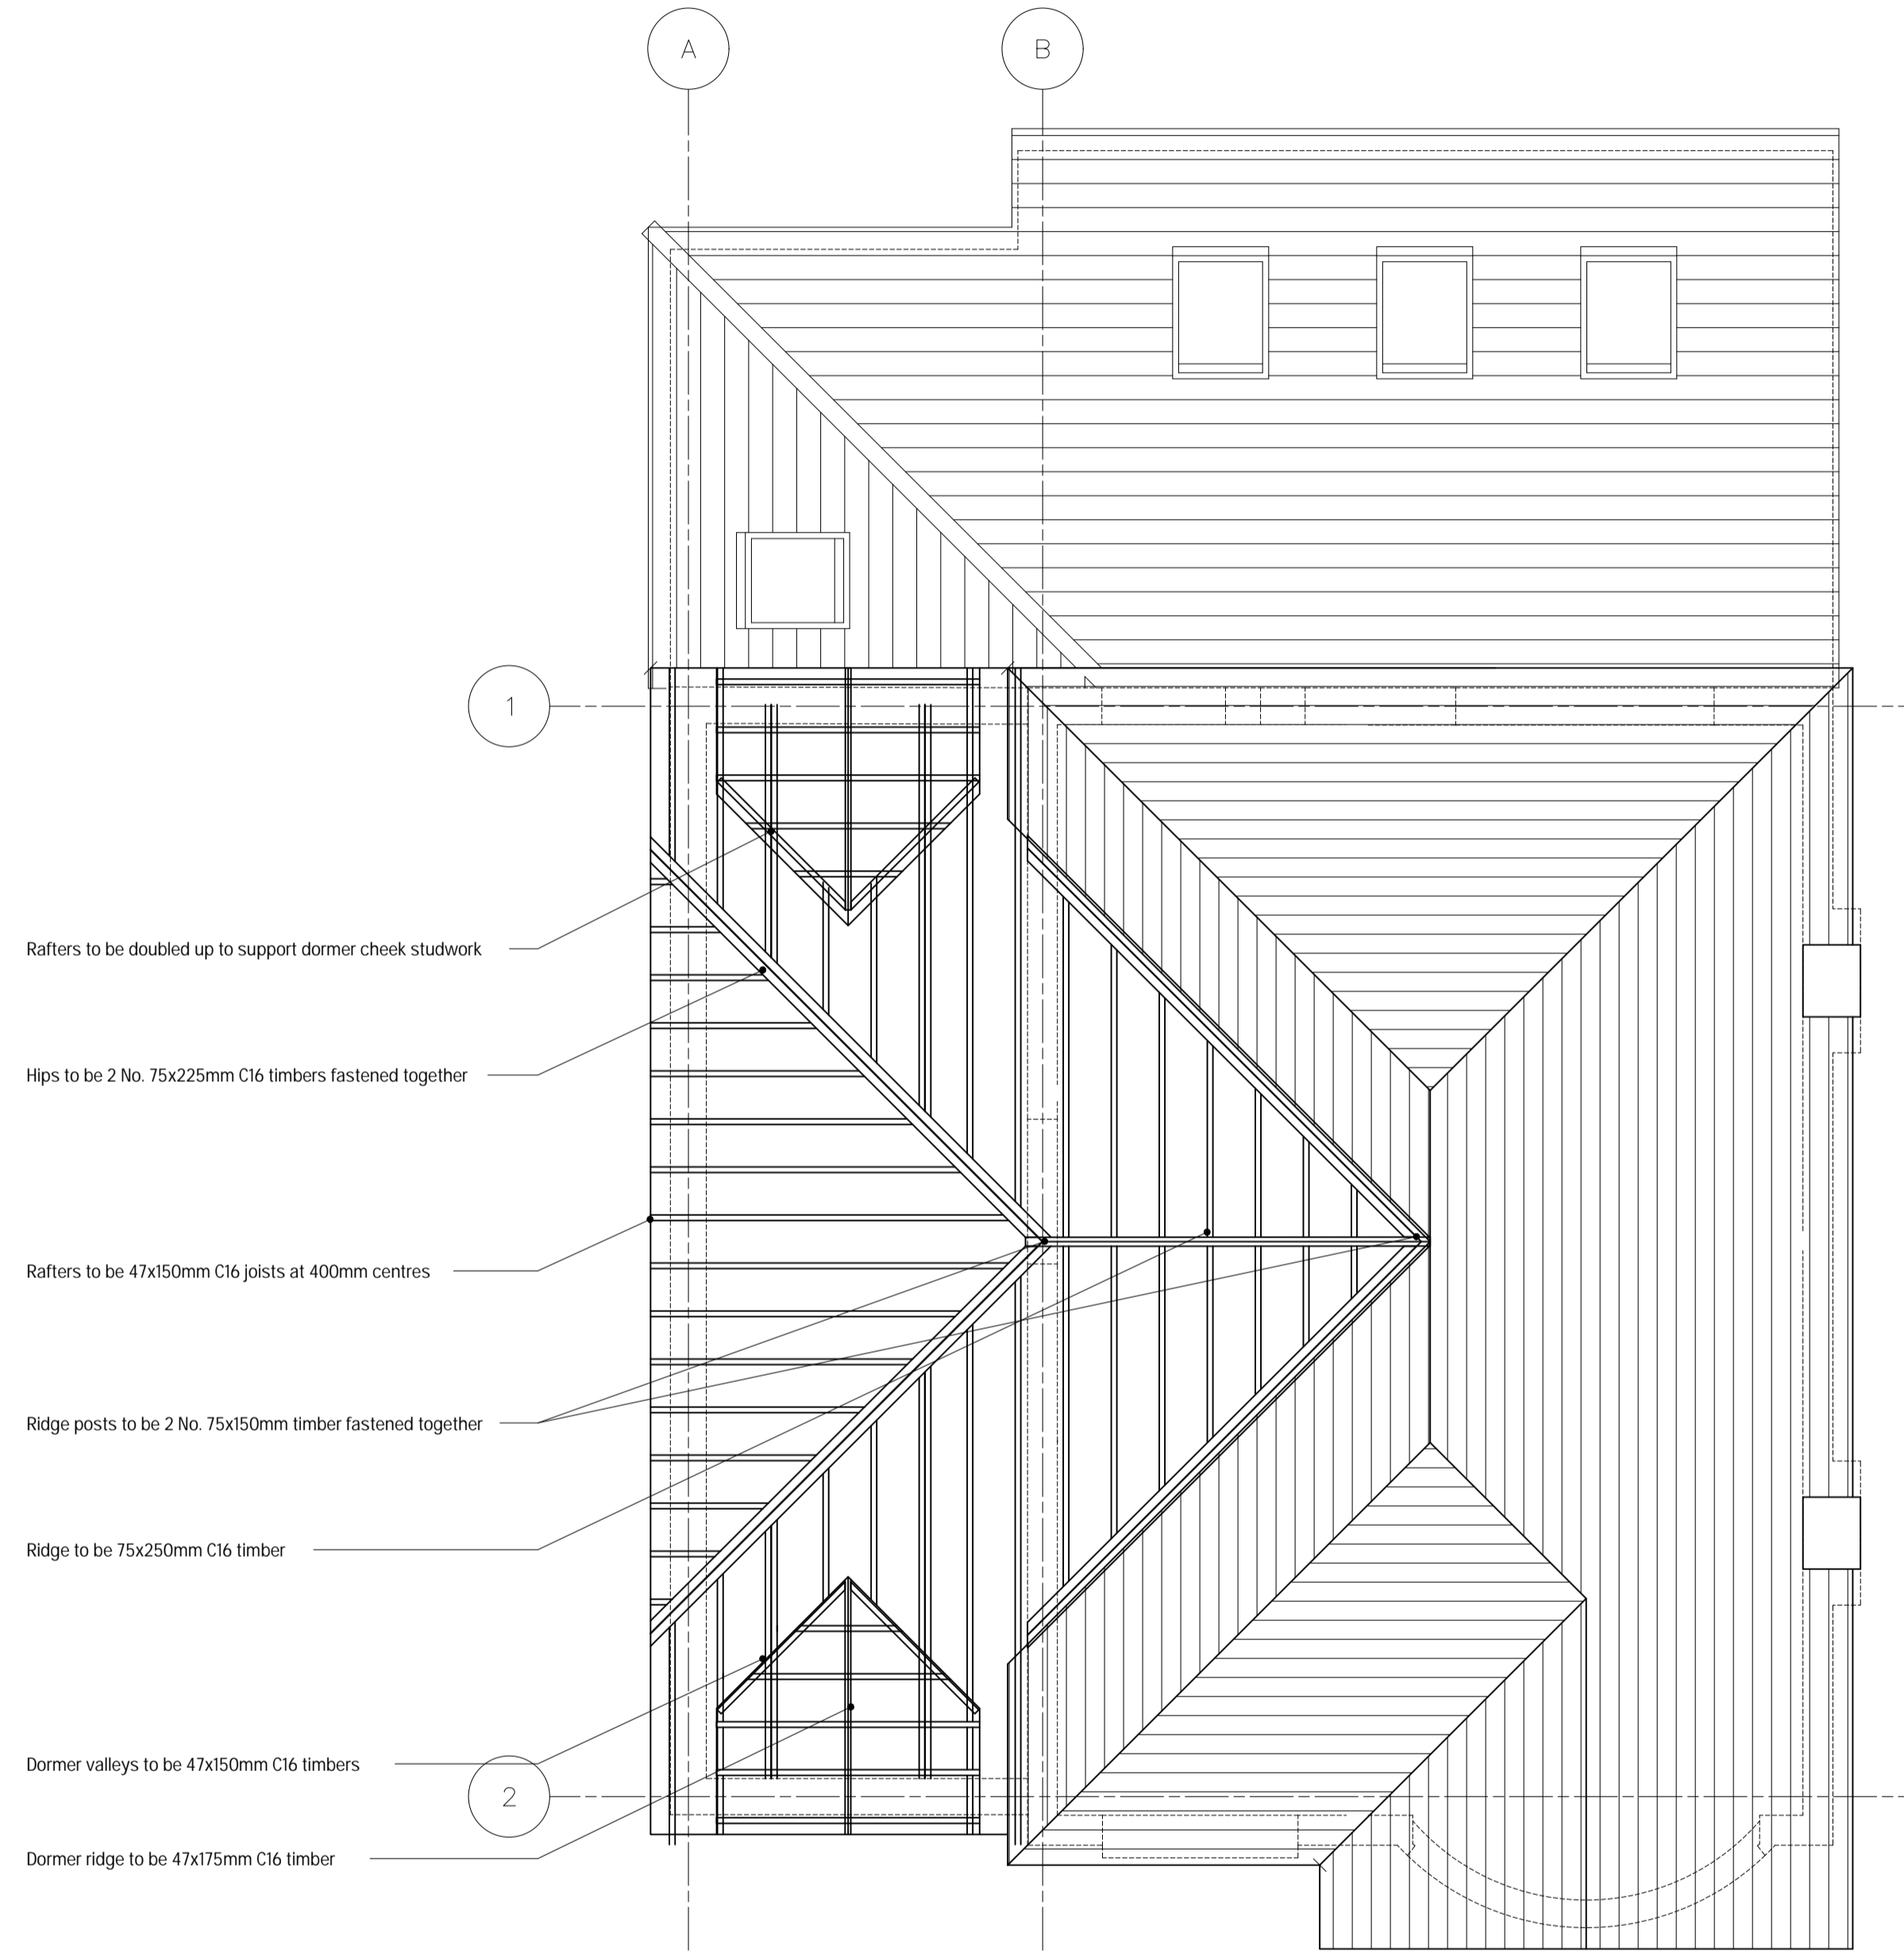 A
B
1
Rafters to be doubled up to support dormer cheek studwork
Hips to be 2 No. 75x225mm C16 timbers fastened together
Rafters to be 47x150mm C16 joists at 400mm centres
Ridge posts to be 2 No. 75x150mm timber fastened together
Ridge to be 75x250mm C16 timber
Dormer valleys to be 47x150mm C16 timbers
2
Dormer ridge to be 47x175mm C16 timber